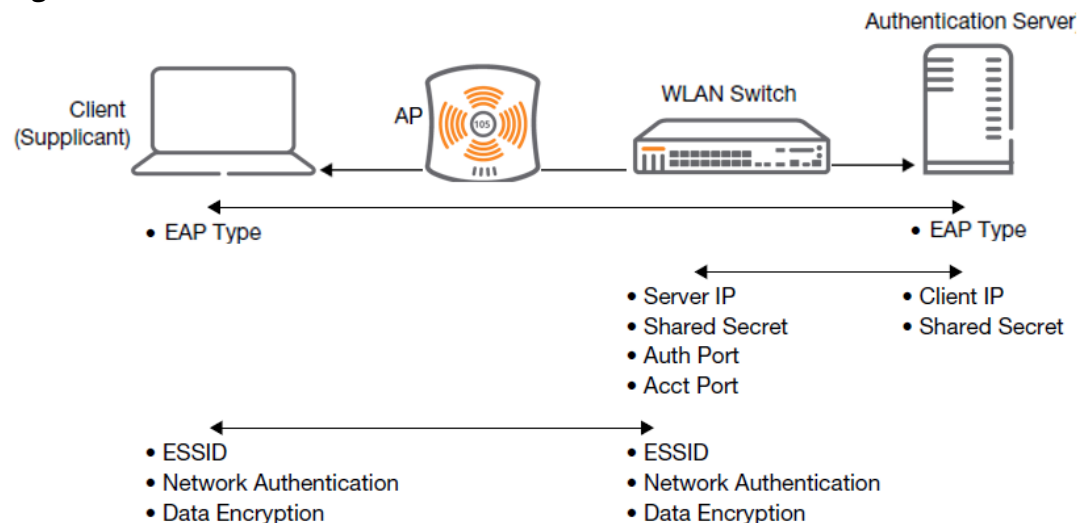 Authentication Server
Client
(Supplicant)
AP
105
WLAN Switch
• EAP Type
• EAP Type
• Server IP
• Shared Secret
• Auth Port
• Acct Port
• Client IP
• Shared Secret
• ESSID
• Network Authentication
• Data Encryption
• ESSID
• Network Authentication
• Data Encryption